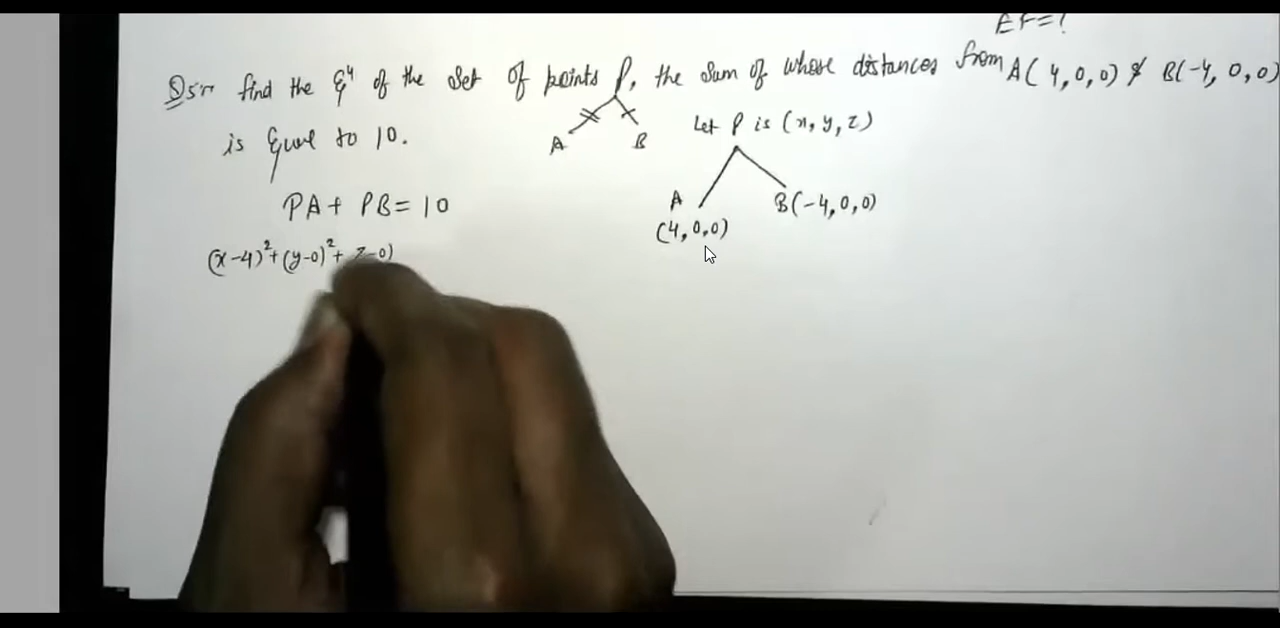 EF=?
Q5 find the Eqⁿ of the set of points P, the sum of whose distances from A(4,0,0) & B(-4,0,0)
is Equal to 10.
A B
Let P is (x,y,z)
PA+ PB=10
A
(4,0,0)
B(-4,0,0)
(x-4)²+(y-0)²+ z-0)